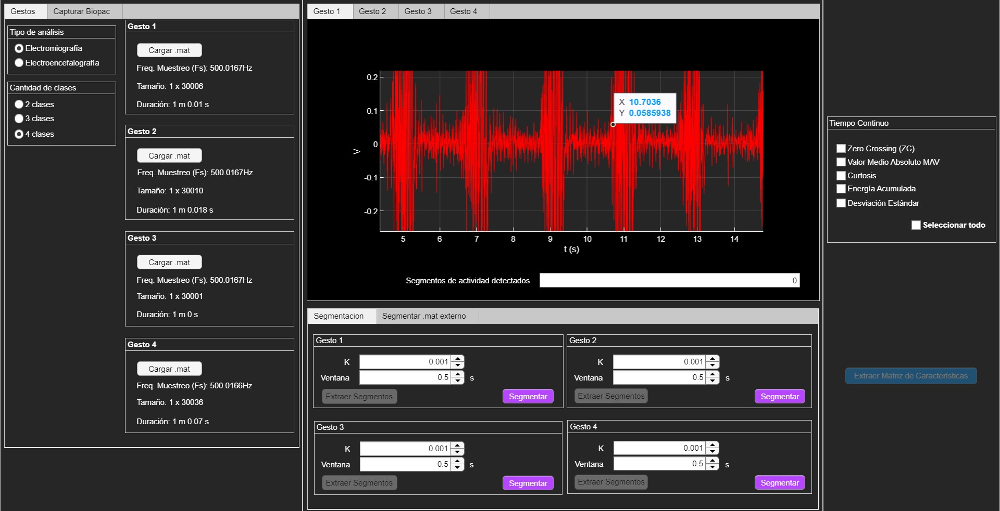 Gestos
Capturar Biopac
Tipo de análisis
Electromiografía
Electroencefalografía
Cantidad de clases
2 clases
3 clases
4 clases
Gesto 1
Cargar .mat
Freq. Muestreo (Fs): 500.0167Hz
Tamaño: 1 x 30006
Duración: 1 m 0.01 s
Gesto 2
Cargar .mat
Freq. Muestreo (Fs): 500.0167Hz
Tamaño: 1 x 30010
Duración: 1 m 0.018 s
Gesto 3
Cargar .mat
Freq. Muestreo (Fs): 500.0167Hz
Tamaño: 1 x 30001
Duración: 1 m 0 s
Gesto 4
Cargar .mat
Freq. Muestreo (Fs): 500.0166Hz
Tamaño: 1 x 30036
Duración: 1 m 0.07 s
Gesto 1
Gesto 2
Gesto 3
Gesto 4
0.2
0.1
0
-0.1
-0.2
V
X 10.7036
Y 0.0585938
5 6 7 8 9 10 11 12 13 14
t (s)
Segmentos de actividad detectados 0
Segmentacion
Segmentar .mat externo
Gesto 1
K 0.001
Ventana 0.5 s
Extraer Segmentos
Segmentar
Gesto 2
K 0.001
Ventana 0.5 s
Extraer Segmentos
Segmentar
Gesto 3
K 0.001
Ventana 0.5 s
Extraer Segmentos
Segmentar
Gesto 4
K 0.001
Ventana 0.5 s
Extraer Segmentos
Segmentar
Tiempo Continuo
Zero Crossing (ZC)
Valor Medio Absoluto MAV
Curtosis
Energía Acumulada
Desviación Estándar
Seleccionar todo
Extraer Matriz de Características